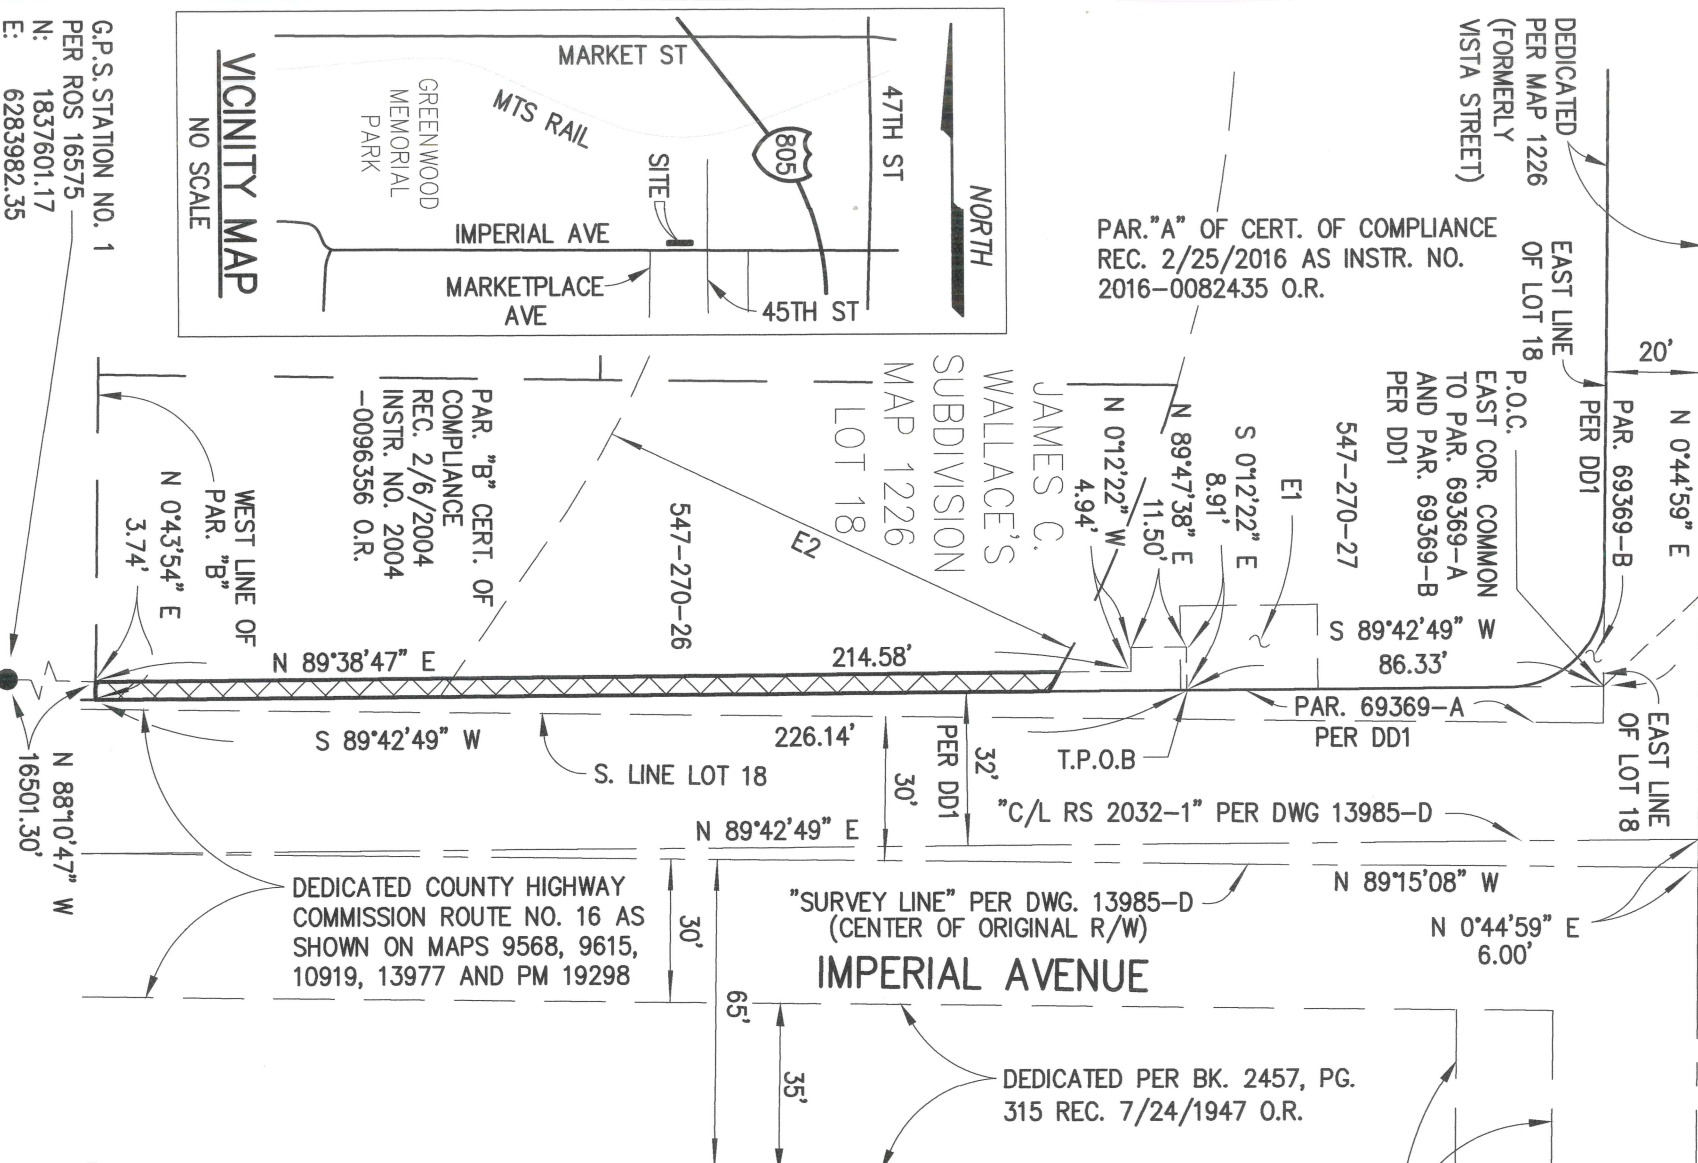 G.P.S. STATION NO. 1
PER ROS 16575
N: 1837601.17
E: 6283982.35
VICINITY MAP
NO SCALE
MARKET ST
MTS RAIL
GREENWOOD
MEMORIAL
PARK
805
47TH ST
SITE
IMPERIAL AVE
MARKETPLACE
AVE
45TH ST
NORTH
DEDICATED
PER MAP 1226
(FORMERLY
VISTA STREET)
PAR."A" OF CERT. OF COMPLIANCE
REC. 2/25/2016 AS INSTR. NO.
2016-0082435 O.R.
EAST LINE
OF LOT 18
20'
N 0°44'59" E
PAR. 69369-B
PER DD1
P.O.C.
EAST COR. COMMON
TO PAR. 69369-A
AND PAR. 69369-B
PER DD1
547-270-27
E1
S 0°12'22" E
8.91'
N 89°47'38" E
11.50'
N 0°12'22" W
4.94'
JAMES C.
WALLACE'S
SUBDIVISION
MAP 1226
LOT 18
E2
547-270-26
PAR. "B" CERT. OF
COMPLIANCE
REC. 2/6/2004
INSTR. NO. 2004
-0096356 O.R.
WEST LINE OF
PAR. "B"
N 0°43'54" E
3.74'
N 89°38'47" E
214.58'
S 89°42'49" W
86.33'
S 89°42'49" W
226.14'
S. LINE LOT 18
PAR. 69369-A
PER DD1
T.P.O.B
EAST LINE
OF LOT 18
32'
PER DD1
30'
"C/L RS 2032-1" PER DWG 13985-D
N 89°42'49" E
N 88°10'47" W
16501.30'
DEDICATED COUNTY HIGHWAY
COMMISSION ROUTE NO. 16 AS
SHOWN ON MAPS 9568, 9615,
10919, 13977 AND PM 19298
30'
"SURVEY LINE" PER DWG. 13985-D
(CENTER OF ORIGINAL R/W)
N 89°15'08" W
N 0°44'59" E
6.00'
IMPERIAL AVENUE
65'
35'
DEDICATED PER BK. 2457, PG.
315 REC. 7/24/1947 O.R.